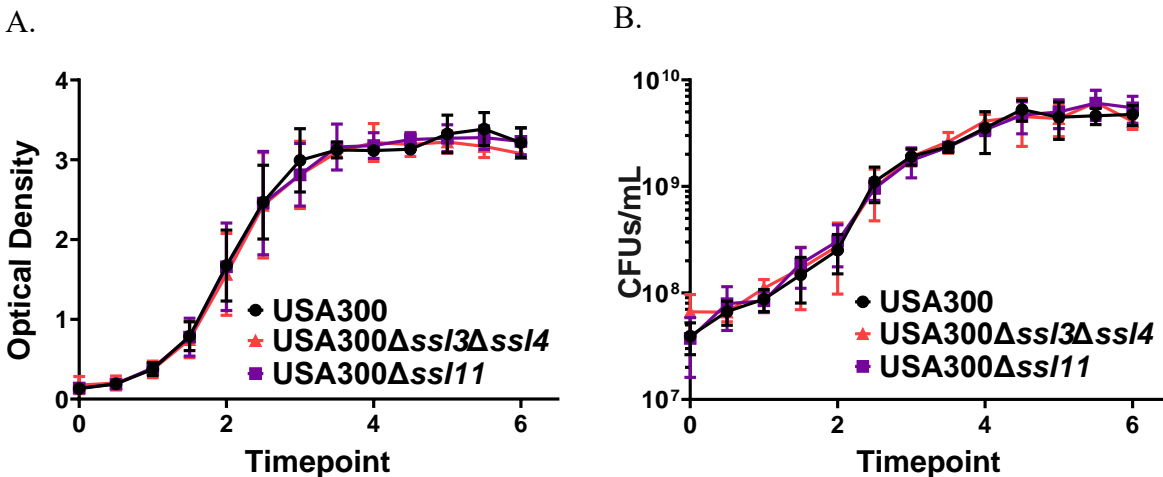 A.
Optical Density
4
3
2
1
0
0 2 4 6
Timepoint
USA300
USA300Δssl3Δssl4
USA300Δssl11
B.
CFUs/mL
10¹⁰
10⁹
10⁸
10⁷
0 2 4 6
Timepoint
USA300
USA300Δssl3Δssl4
USA300Δssl11